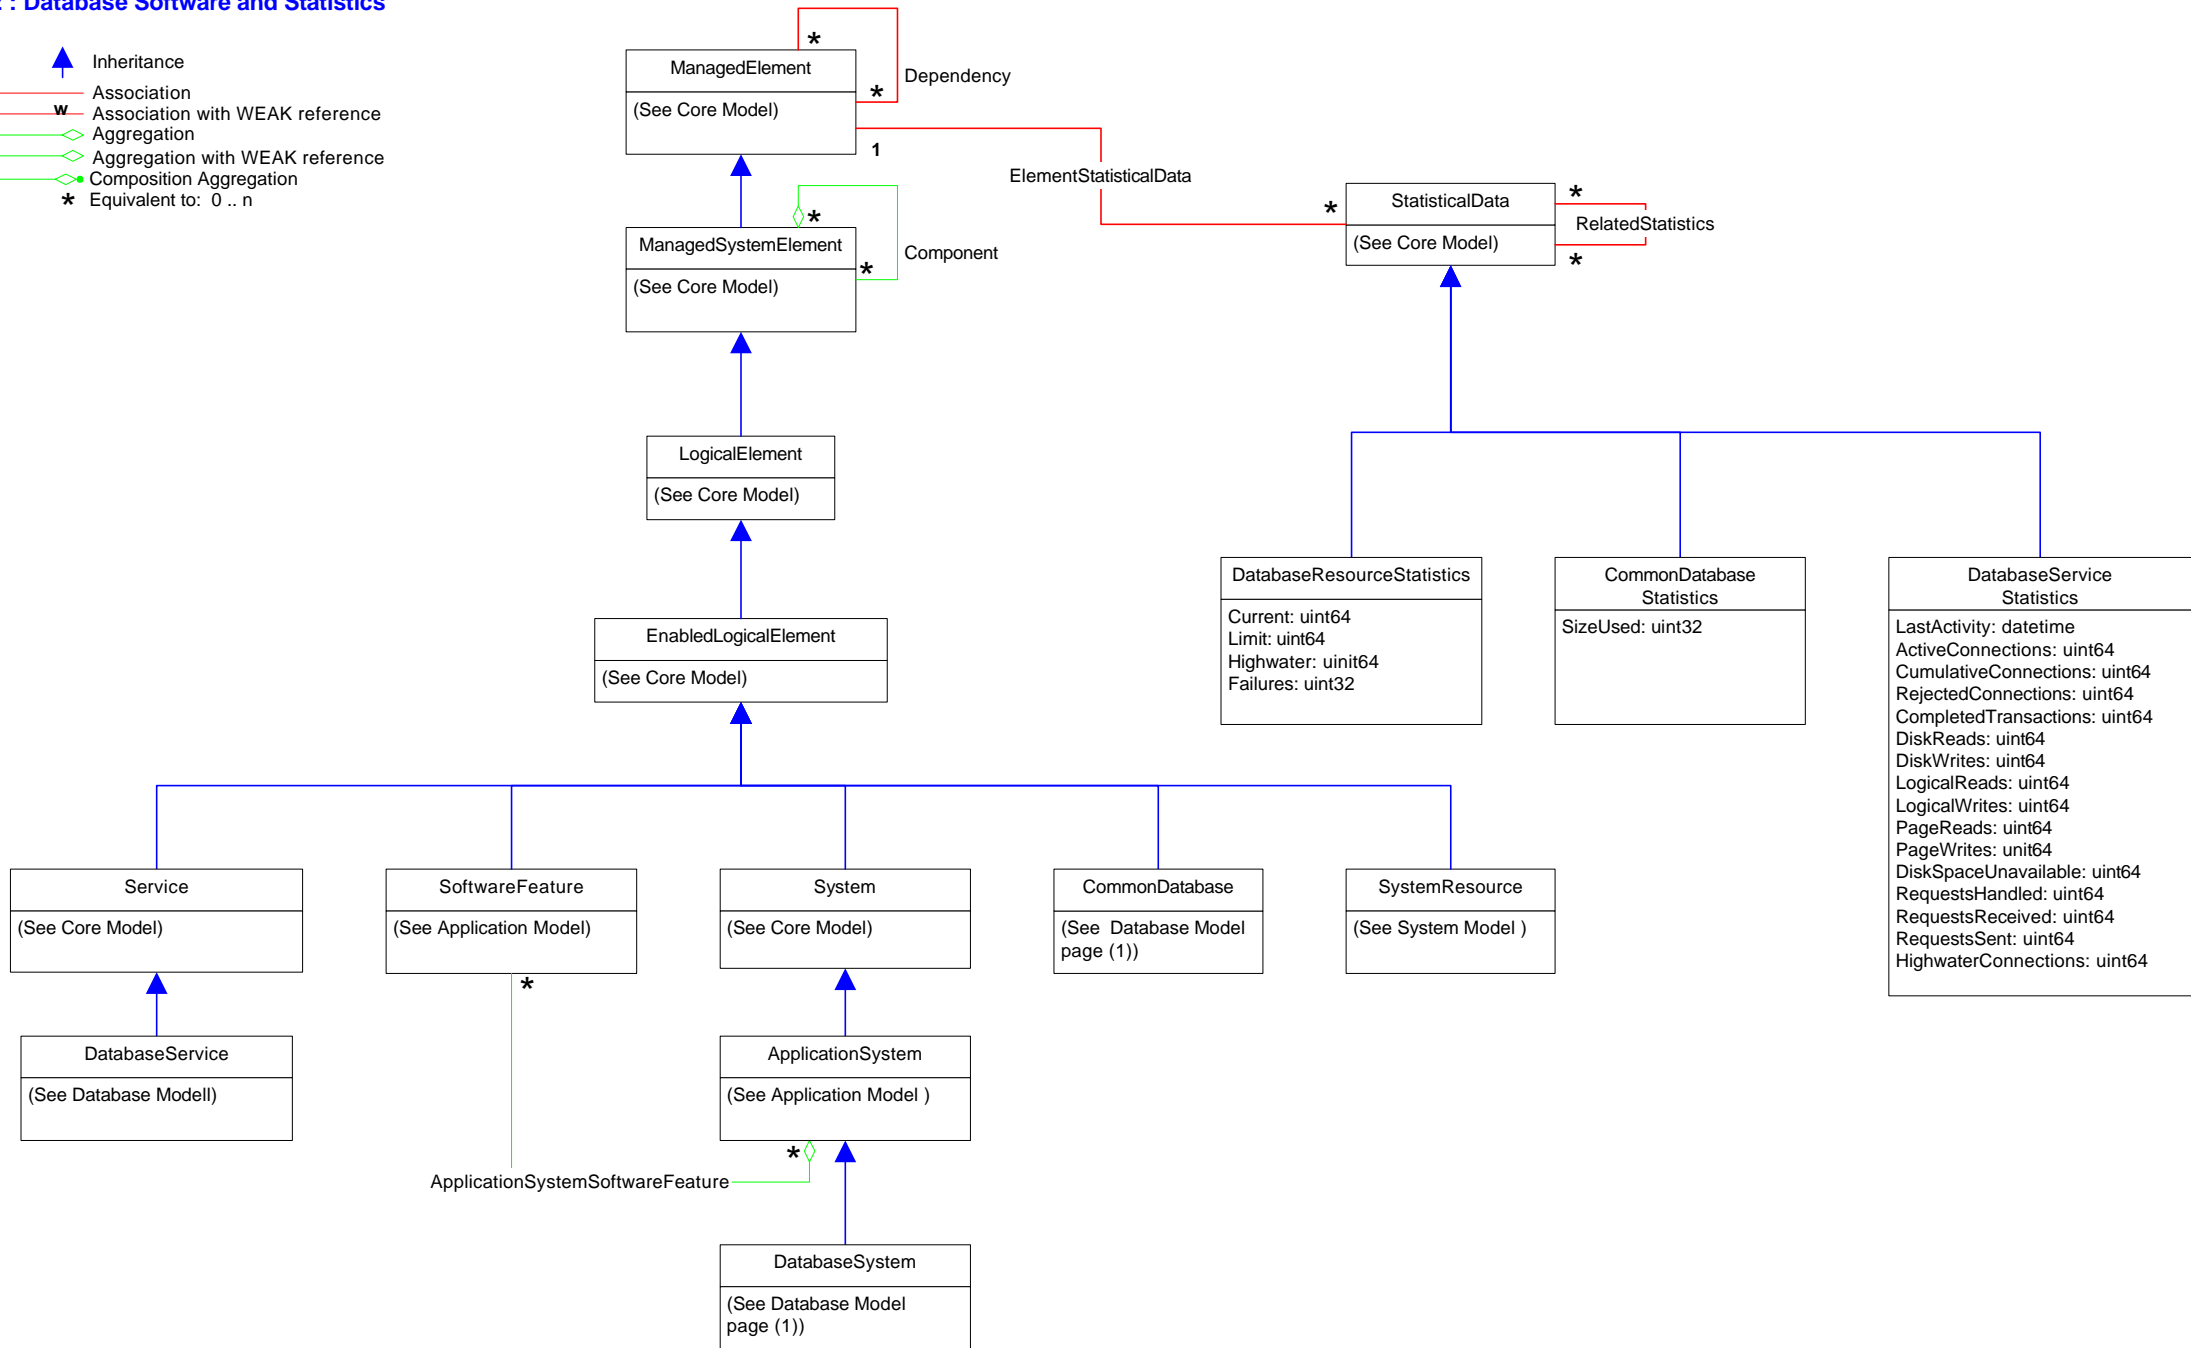 : Database Software and Statistics
Inheritance
Association
w
Association with WEAK reference
Aggregation
Aggregation with WEAK reference
Composition Aggregation
* Equivalent to: 0 .. n
ManagedElement
(See Core Model)
*
*
Dependency
1
ElementStatisticalData
*
StatisticalData
(See Core Model)
*
RelatedStatistics
*
ManagedSystemElement
(See Core Model)
*
*
Component
LogicalElement
(See Core Model)
EnabledLogicalElement
(See Core Model)
DatabaseResourceStatistics
Current: uint64
Limit: uint64
Highwater: uinit64
Failures: uint32
CommonDatabase
Statistics
SizeUsed: uint32
DatabaseService
Statistics
LastActivity: datetime
ActiveConnections: uint64
CumulativeConnections: uint64
RejectedConnections: uint64
CompletedTransactions: uint64
DiskReads: uint64
DiskWrites: uint64
LogicalReads: uint64
LogicalWrites: uint64
PageReads: uint64
PageWrites: unit64
DiskSpaceUnavailable: uint64
RequestsHandled: uint64
RequestsReceived: uint64
RequestsSent: uint64
HighwaterConnections: uint64
Service
(See Core Model)
SoftwareFeature
(See Application Model)
*
System
(See Core Model)
CommonDatabase
(See Database Model
page (1))
SystemResource
(See System Model )
DatabaseService
(See Database Modell)
ApplicationSystem
(See Application Model )
*
ApplicationSystemSoftwareFeature
DatabaseSystem
(See Database Model
page (1))